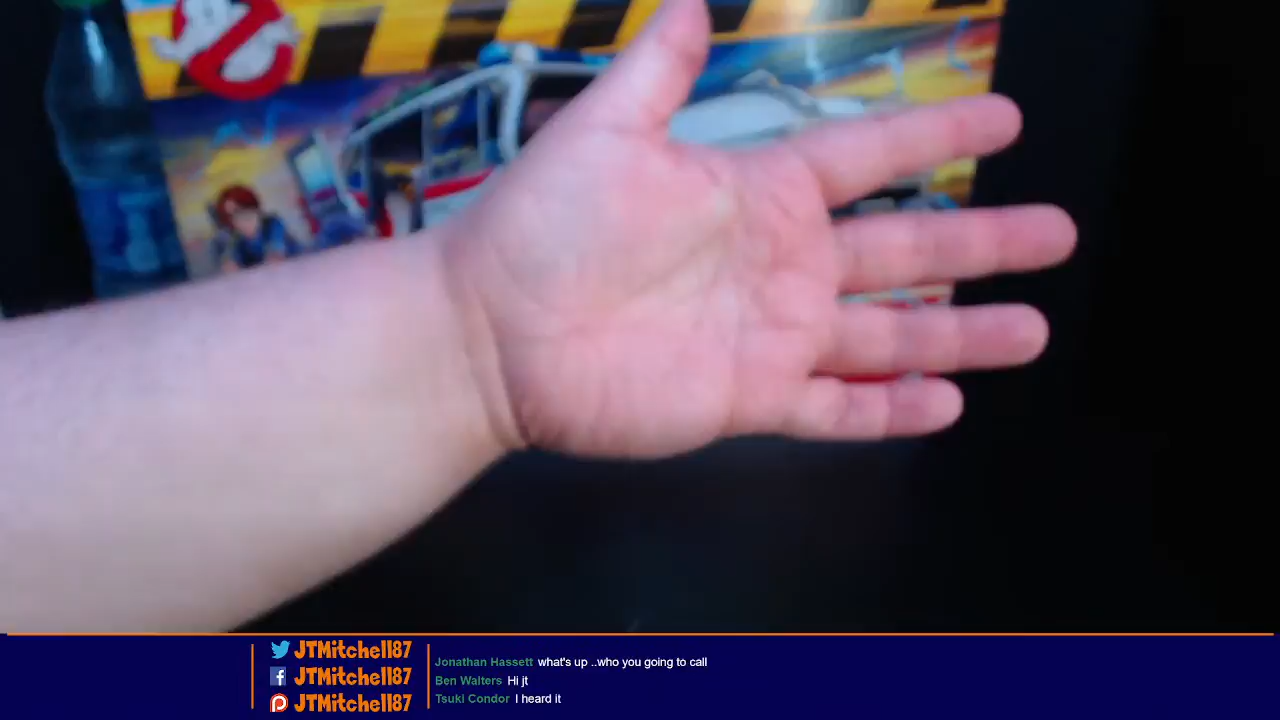 JTMitchell87
JTMitchell87
JTMitchell87
Jonathan Hassett what's up ..who you going to call
Ben Walters Hi jt
Tsuki Condor I heard it